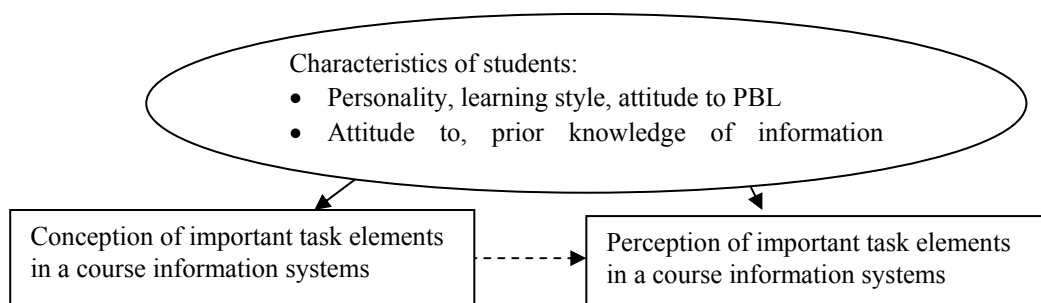 Characteristics of students:
• Personality, learning style, attitude to PBL
• Attitude to, prior knowledge of information
Conception of important task elements
in a course information systems
Perception of important task elements
in a course information systems